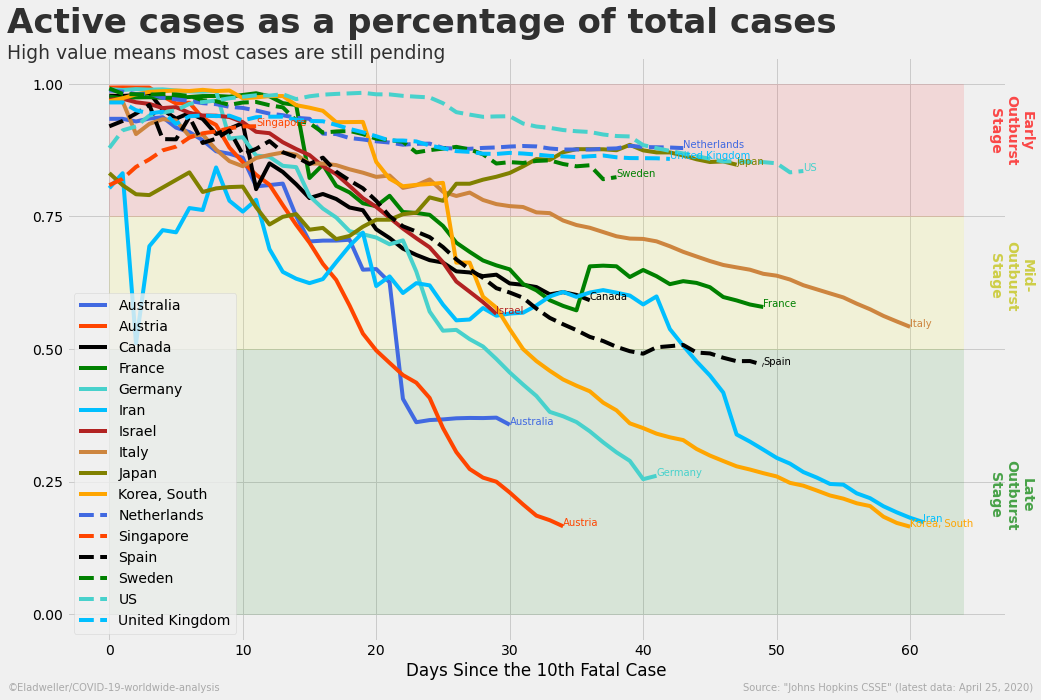 Active cases as a percentage of total cases
High value means most cases are still pending
1.00
0.75
0.50
0.25
0.00
0
10
20
30
40
50
60
Days Since the 10th Fatal Case
Early
Outburst
Stage
Mid-
Outburst
Stage
Late
Outburst
Stage
Singapore
Netherlands
United Kingdom
Japan
US
Sweden
Canada
Israel
France
Italy
Spain
Australia
Germany
Austria
Iran
Korea, South
Australia
Austria
Canada
France
Germany
Iran
Israel
Italy
Japan
Korea, South
Netherlands
Singapore
Spain
Sweden
US
United Kingdom
©Eladweller/COVID-19-worldwide-analysis
Source: "Johns Hopkins CSSE" (latest data: April 25, 2020)